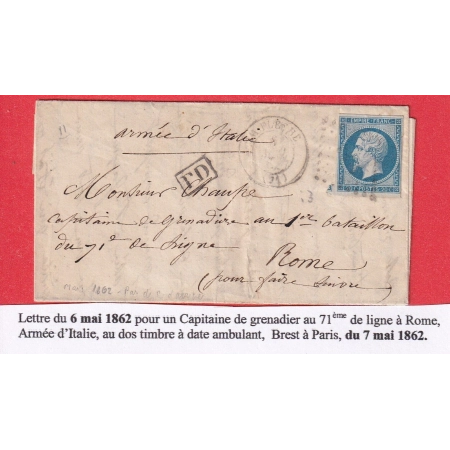 EMPIRE FRANC.
armée d'Italie
(71)
P.D.
Monsieur Chaupe
capitaine de grenadiers au 1er bataillon
du 71e de Ligne
Rome
(pour faire suivre)
1862
Lettre du 6 mai 1862 pour un Capitaine de grenadier au 71ème de ligne à Rome,
Armée d'Italie, au dos timbre à date ambulant, Brest à Paris, du 7 mai 1862.